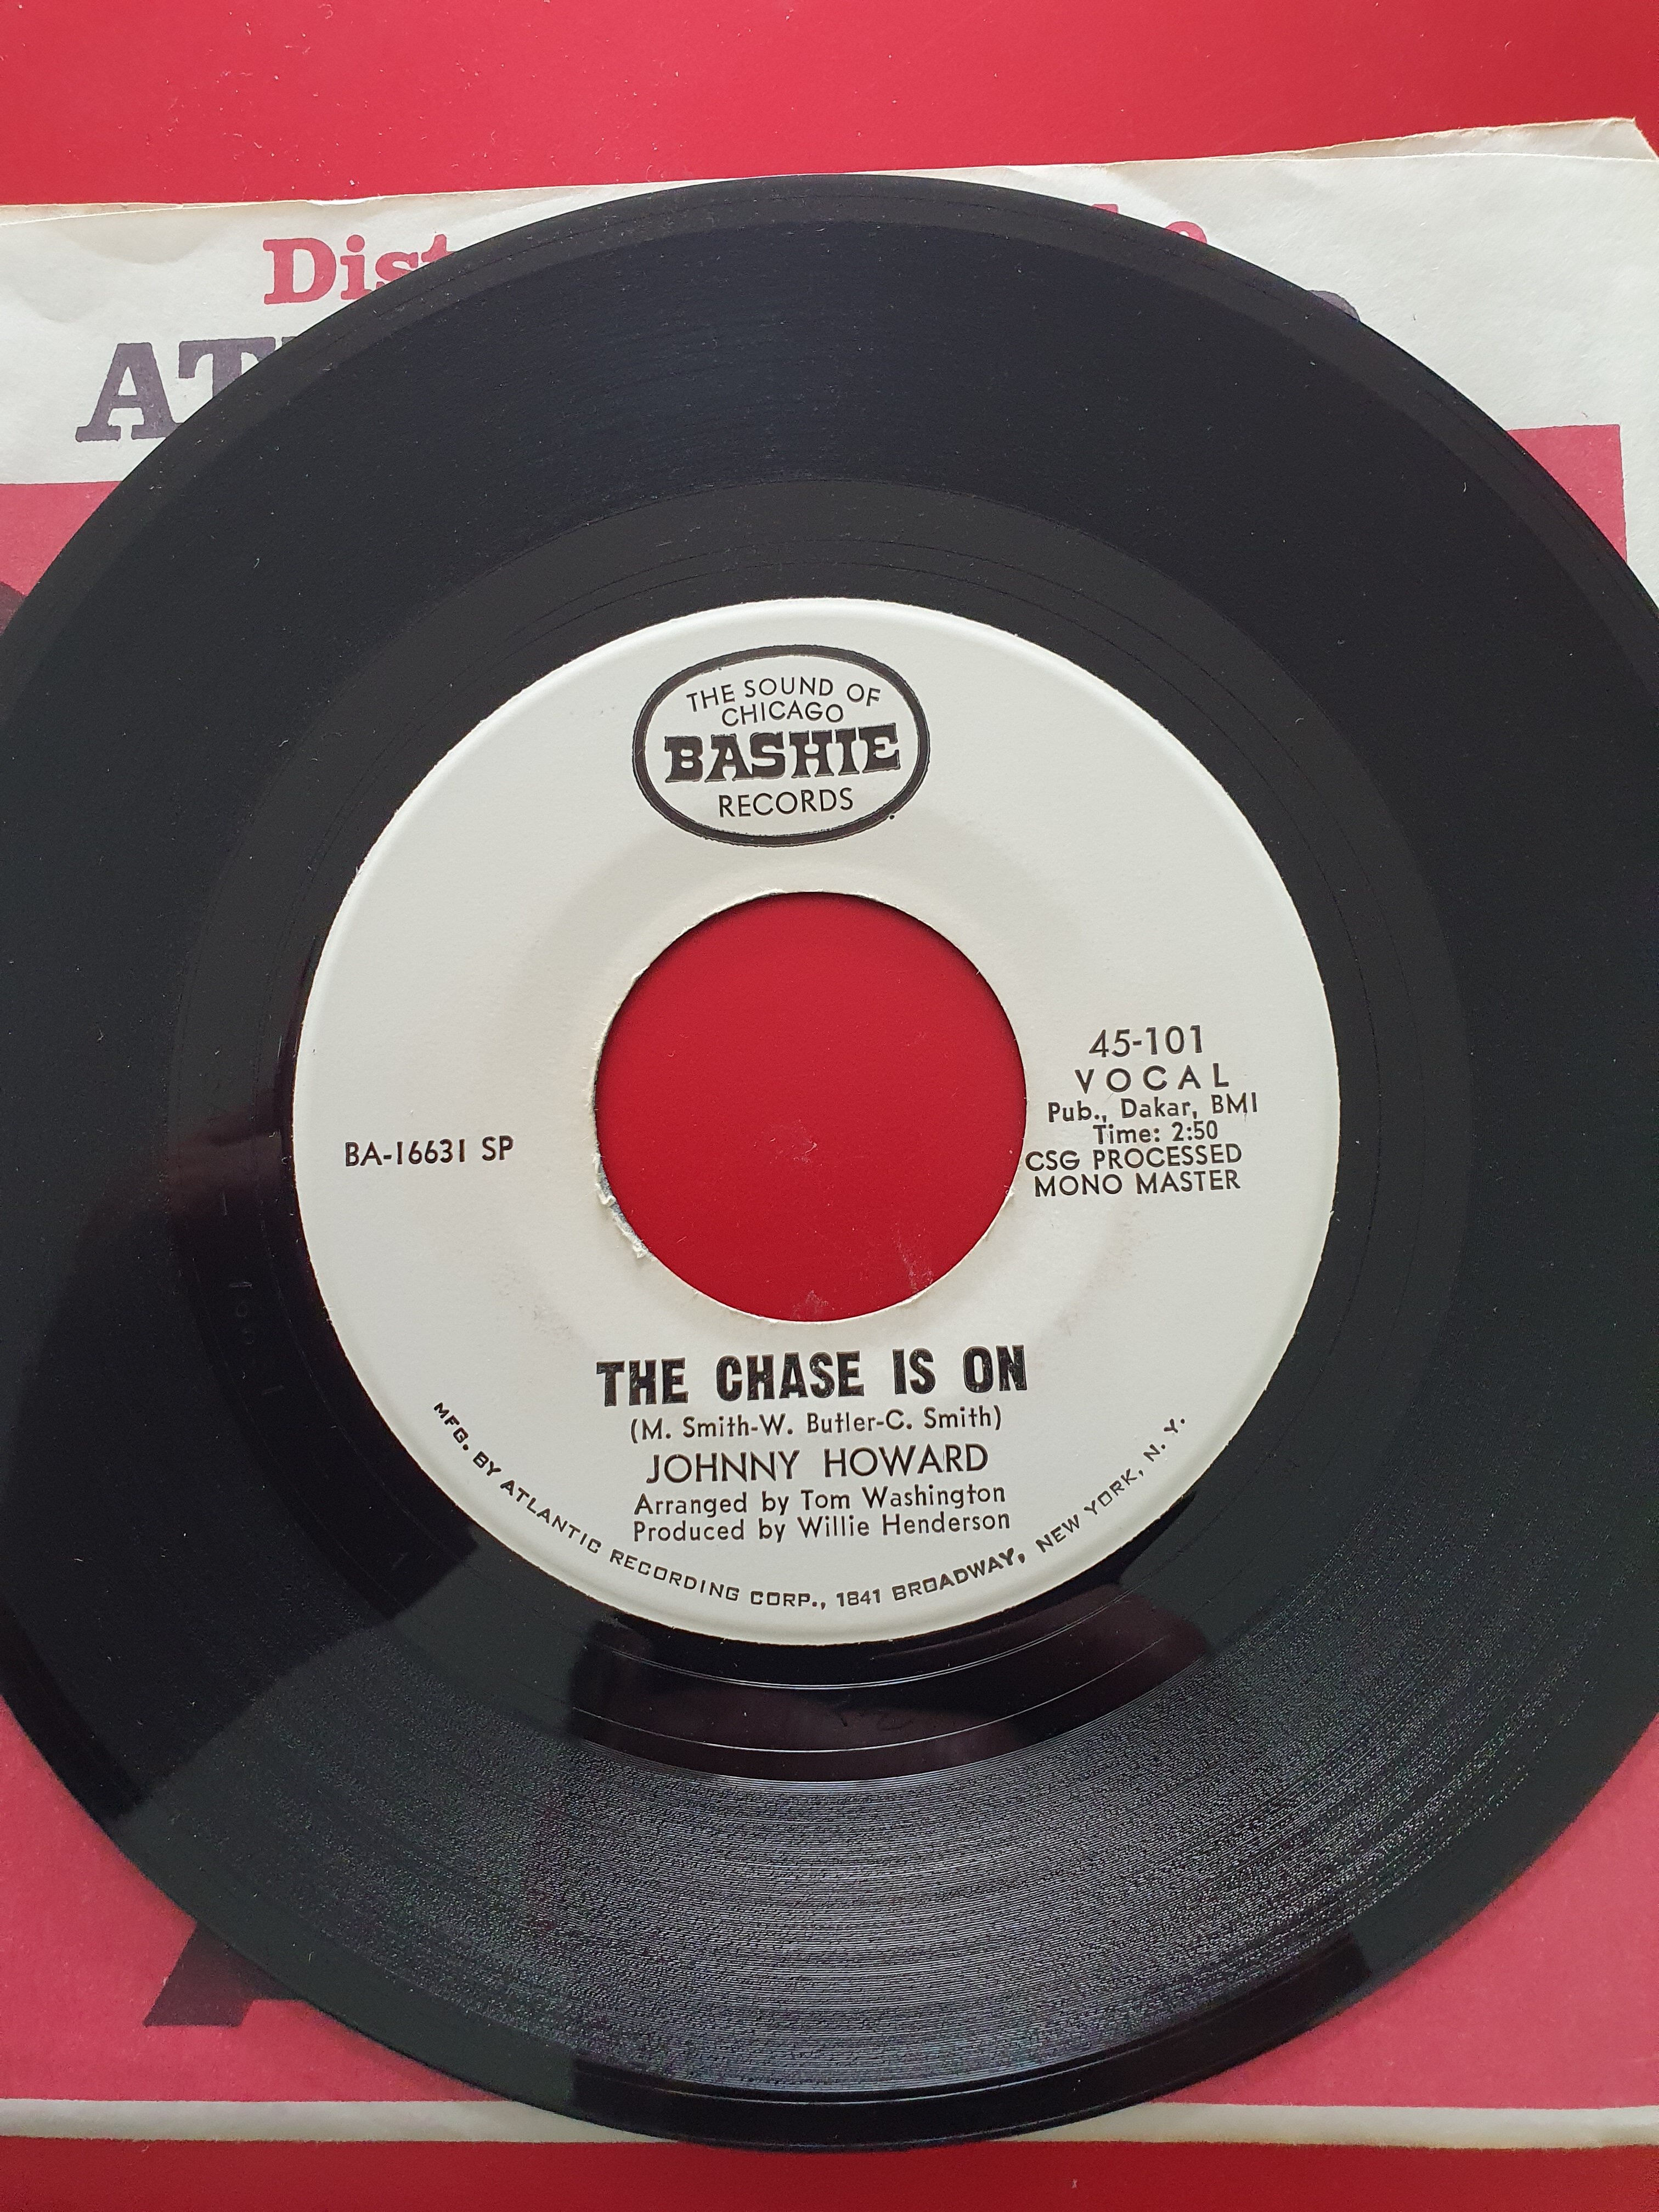 THE SOUND OF
CHICAGO
BASHIE
RECORDS
45-101
VOCAL
Pub., Dakar, BMI
Time: 2:50
CSG PROCESSED
MONO MASTER
BA-16631 SP
THE CHASE IS ON
(M. Smith-W. Butler-C. Smith)
JOHNNY HOWARD
Arranged by Tom Washington
Produced by Willie Henderson
MFG. BY ATLANTIC RECORDING CORP., 1841 BROADWAY, NEW YORK, N. Y.